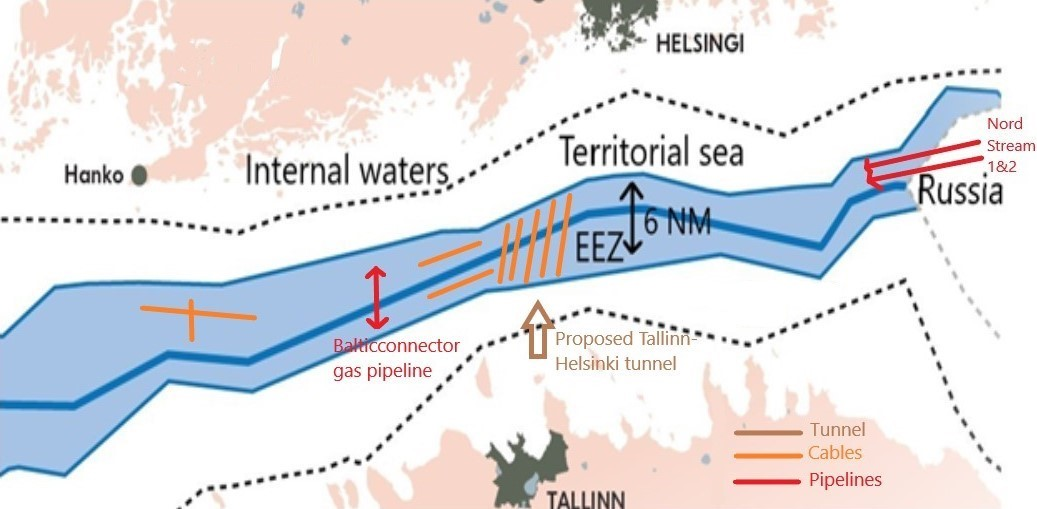 HELSINGI
Nord
Stream
1&2
Territorial sea
Hanko
Internal waters
Russia
6 NM
EEZ
Balticconnector
gas pipeline
Proposed Tallinn-
Helsinki tunnel
Tunnel
Cables
Pipelines
TALLINN